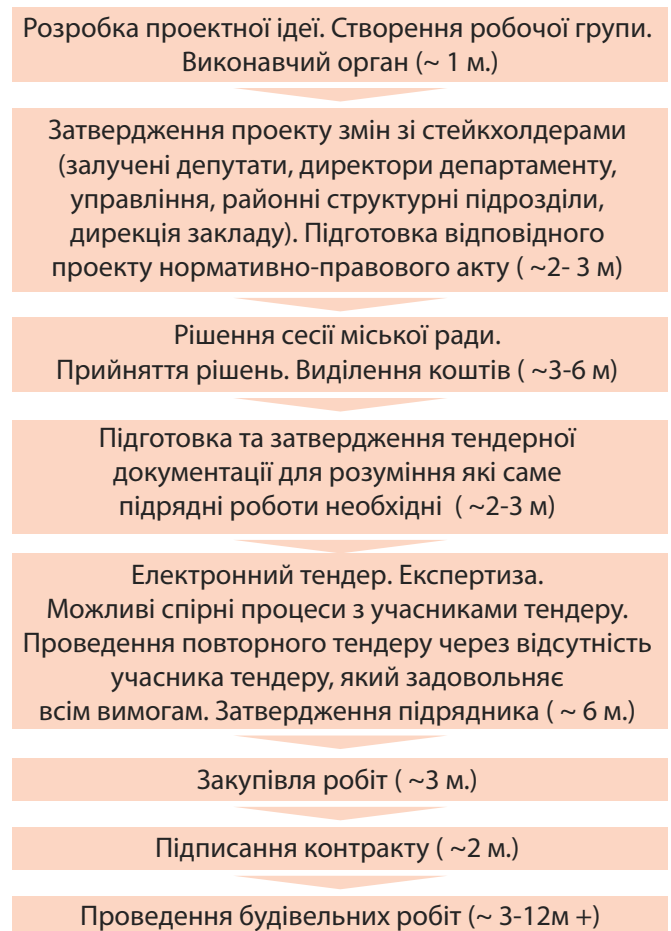 Розробка проектної ідеї. Створення робочої групи.
Виконавчий орган (~ 1 м.)
Затвердження проекту змін зі стейкхолдерами
(залучені депутати, директори департаменту,
управління, районні структурні підрозділи,
дирекція закладу). Підготовка відповідного
проекту нормативно-правового акту ( ~2- 3 м)
Рішення сесії міської ради.
Прийняття рішень. Виділення коштів ( ~3-6 м)
Підготовка та затвердження тендерної
документації для розуміння які саме
підрядні роботи необхідні  ( ~2-3 м)
Електронний тендер. Експертиза.
Можливі спірні процеси з учасниками тендеру.
Проведення повторного тендеру через відсутність
учасника тендеру, який задовольняє
всім вимогам. Затвердження підрядника ( ~ 6 м.)
Закупівля робіт ( ~3 м.)
Підписання контракту ( ~2 м.)
Проведення будівельних робіт (~ 3-12м +)